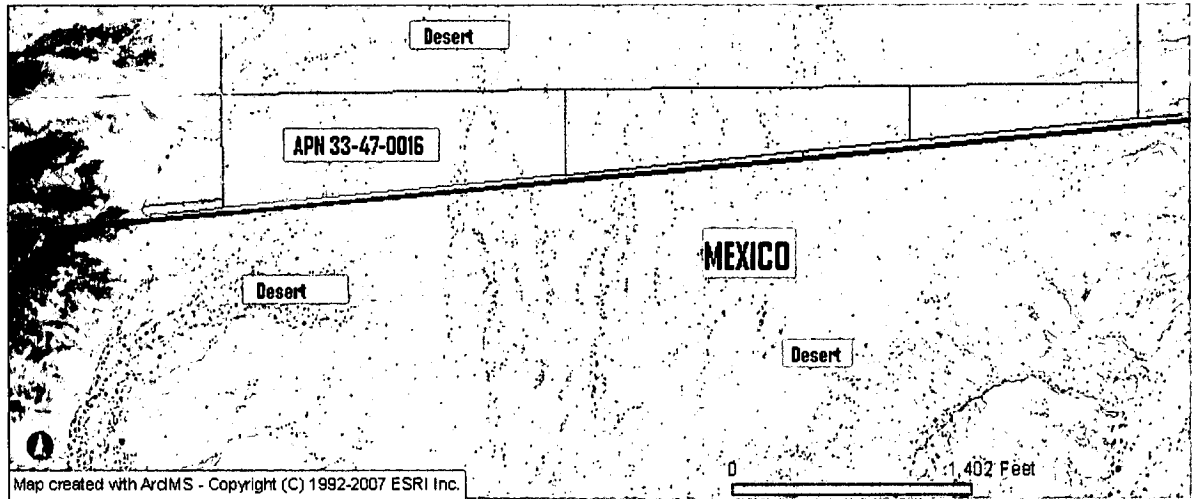 Desert
APN 33-47-0016
MEXICO
Desert
Desert
0 1,402 Feet
Map created with ArcIMS - Copyright (C) 1992-2007 ESRI Inc.